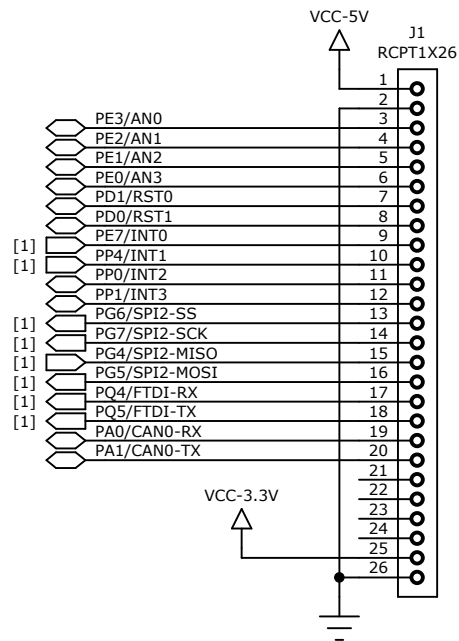 VCC-5V
J1
RCPT1X26
1
2
PE3/AN0 3
PE2/AN1 4
PE1/AN2 5
PE0/AN3 6
PD1/RST0 7
PD0/RST1 8
[1] PE7/INT0 9
[1] PP4/INT1 10
PP0/INT2 11
PP1/INT3 12
[1] PG6/SPI2-SS 13
[1] PG7/SPI2-SCK 14
[1] PG4/SPI2-MISO 15
[1] PG5/SPI2-MOSI 16
[1] PQ4/FTDI-RX 17
[1] PQ5/FTDI-TX 18
PA0/CAN0-RX 19
PA1/CAN0-TX 20
21
VCC-3.3V 22
23
24
25
26